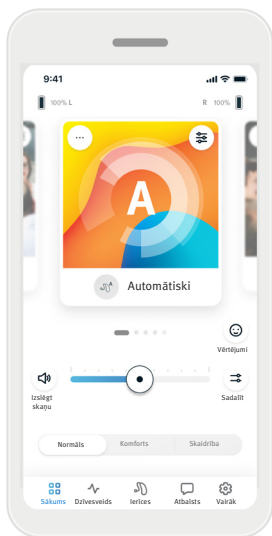 9:41
100% L
R 100%
A
Automātiski
Vērtējumi
Izslēgt
skaņu
Sadalīt
Normāls Komforts Skaidrība
Sākums Dzīvesveids Ierīces Atbalsts Vairāk